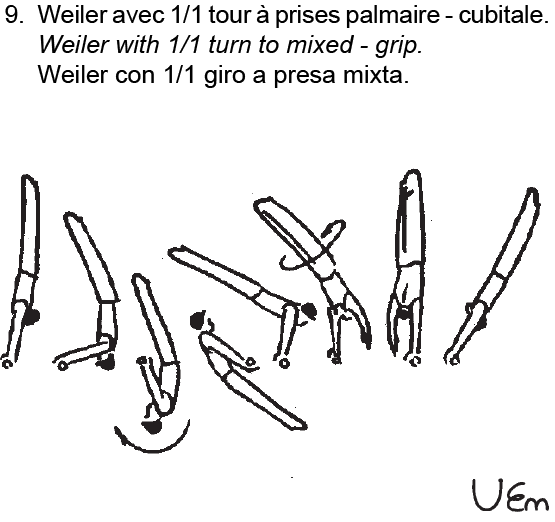 9. Weiler avec 1/1 tour à prises palmaire - cubitale.
Weiler with 1/1 turn to mixed - grip.
Weiler con 1/1 giro a presa mixta.
UEm